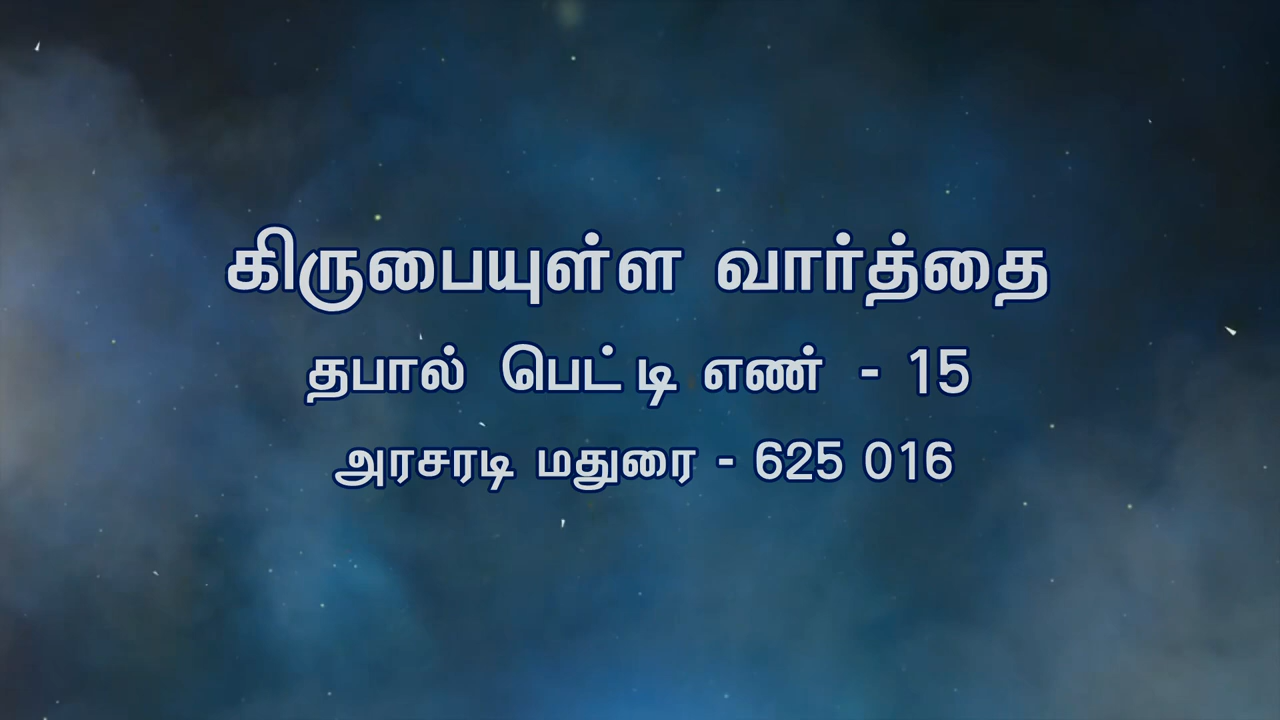 கிருபையுள்ள வார்த்தை
தபால் பெட்டி எண் - 15
அரசரடி மதுரை - 625 016